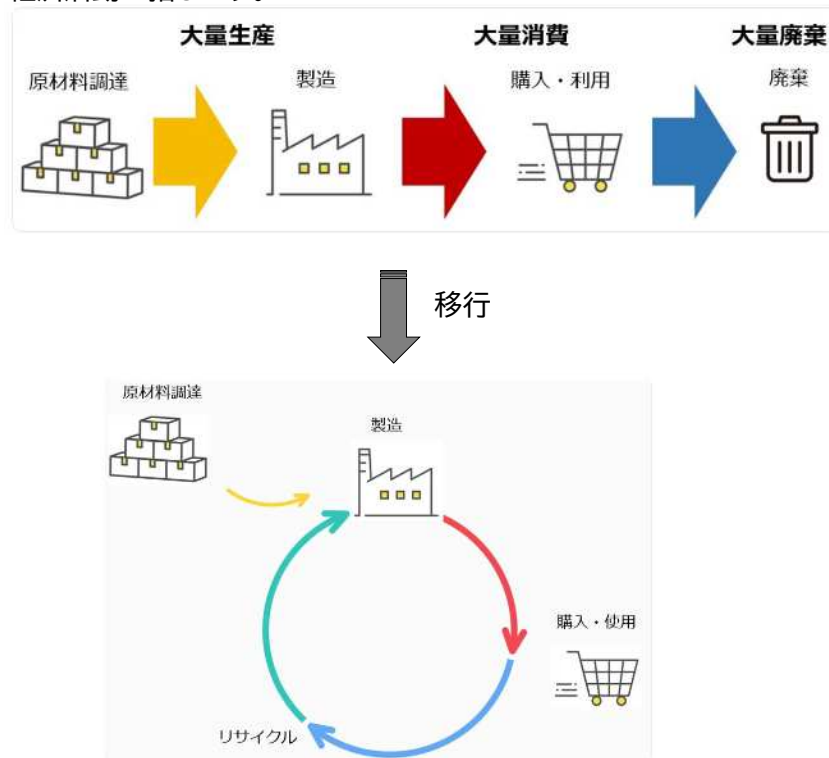 大量生産 大量消費 大量廃棄
原材料調達 製造 購入・利用 廃棄
移行
原材料調達
製造
購入・使用
リサイクル